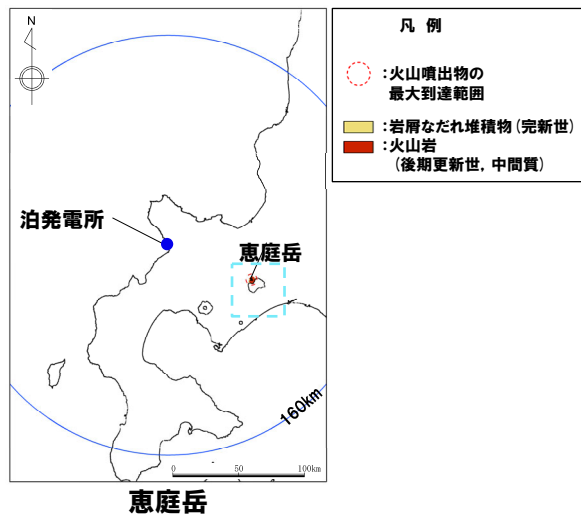 N
泊発電所
恵庭岳
160km
0 50 100km
恵庭岳
凡 例
:火山噴出物の
最大到達範囲
:岩屑なだれ堆積物(完新世)
:火山岩
(後期更新世, 中間質)